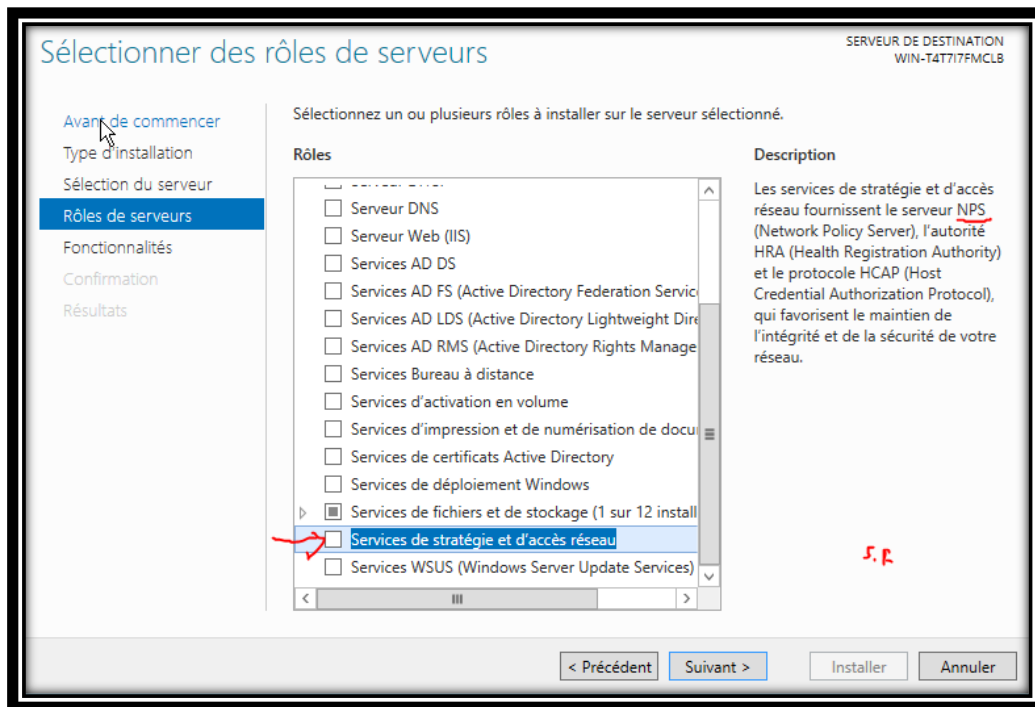 Sélectionner des rôles de serveurs
SERVEUR DE DESTINATION
WIN-T4T7I7FMCLB
Avant de commencer
Type d'installation
Sélection du serveur
Rôles de serveurs
Fonctionnalités
Confirmation
Résultats
Sélectionnez un ou plusieurs rôles à installer sur le serveur sélectionné.
Rôles
Serveur DNS
Serveur Web (IIS)
Services AD DS
Services AD FS (Active Directory Federation Servic
Services AD LDS (Active Directory Lightweight Dire
Services AD RMS (Active Directory Rights Manage
Services Bureau à distance
Services d'activation en volume
Services d'impression et de numérisation de docu
Services de certificats Active Directory
Services de déploiement Windows
Services de fichiers et de stockage (1 sur 12 install
Services de stratégie et d'accès réseau
Services WSUS (Windows Server Update Services)
Description
Les services de stratégie et d'accès
réseau fournissent le serveur NPS
(Network Policy Server), l'autorité
HRA (Health Registration Authority)
et le protocole HCAP (Host
Credential Authorization Protocol),
qui favorisent le maintien de
l'intégrité et de la sécurité de votre
réseau.
S.R
< Précédent
Suivant >
Installer
Annuler